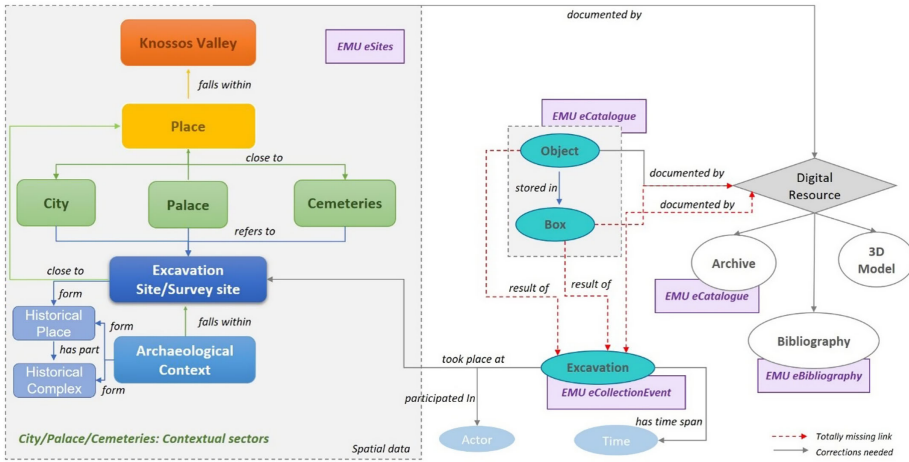 documented by
Knossos Valley
EMU eSites
falls within
Place
EMU eCatalogue
close to
Object
documented by
Digital
Resource
stored in
City
Palace
Cemeteries
documented by
Box
refers to
Archive
3D
Model
close to
Excavation
Site/Survey site
result of
result of
EMU eCatalogue
form
Historical
Place
form
falls within
has part
Archaeological
Context
Bibliography
took place at
Excavation
EMU eBibliography
Historical
Complex
form
EMU eCollectionEvent
participated In
has time span
City/Palace/Cemeteries: Contextual sectors
Actor
Time
Totally missing link
Spatial data
Corrections needed